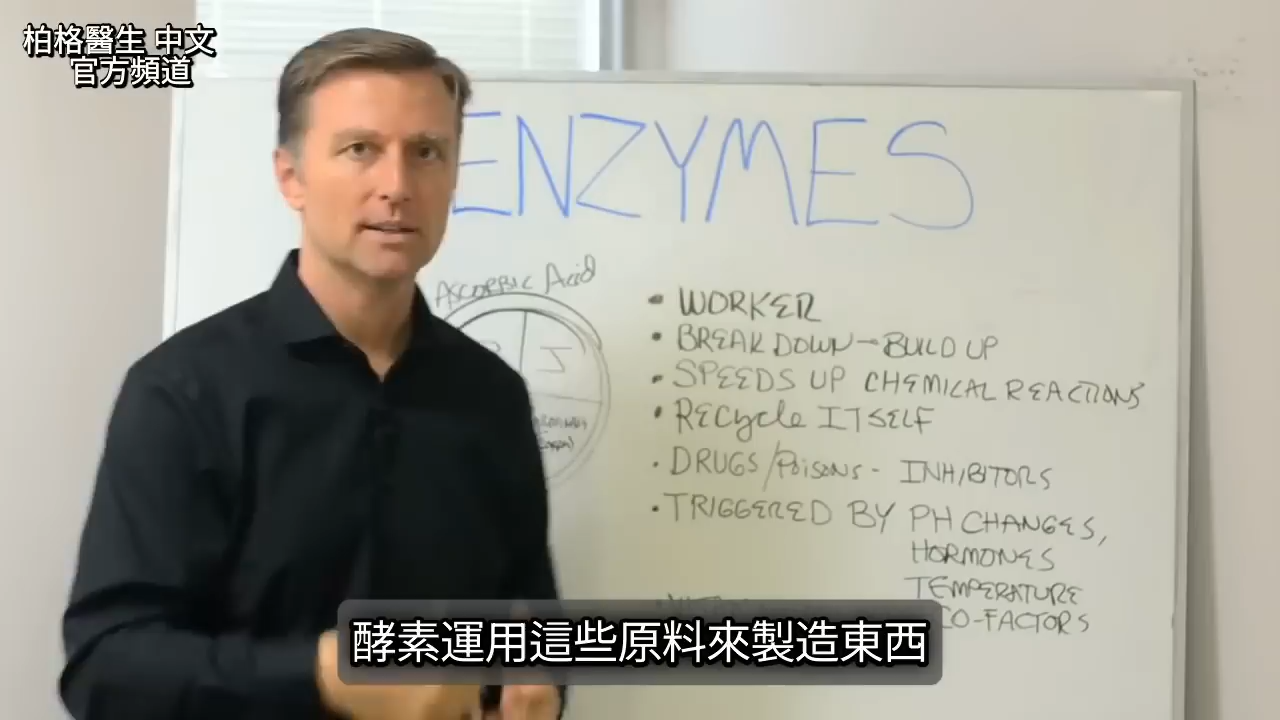 柏格醫生 中文
官方頻道
ENZYMES
ASCORBIC Acid
J
• WORKER
• BREAK DOWN - BUILD UP
• SPEEDS UP CHEMICAL REACTIONS
• RECycle ITSELF
• DRUGS/POISONS - INHIBITORS
• TRIGGERED BY PH CHANGES,
HORMONES
TEMPERATURE
CO-FACTORS
酵素運用這些原料來製造東西